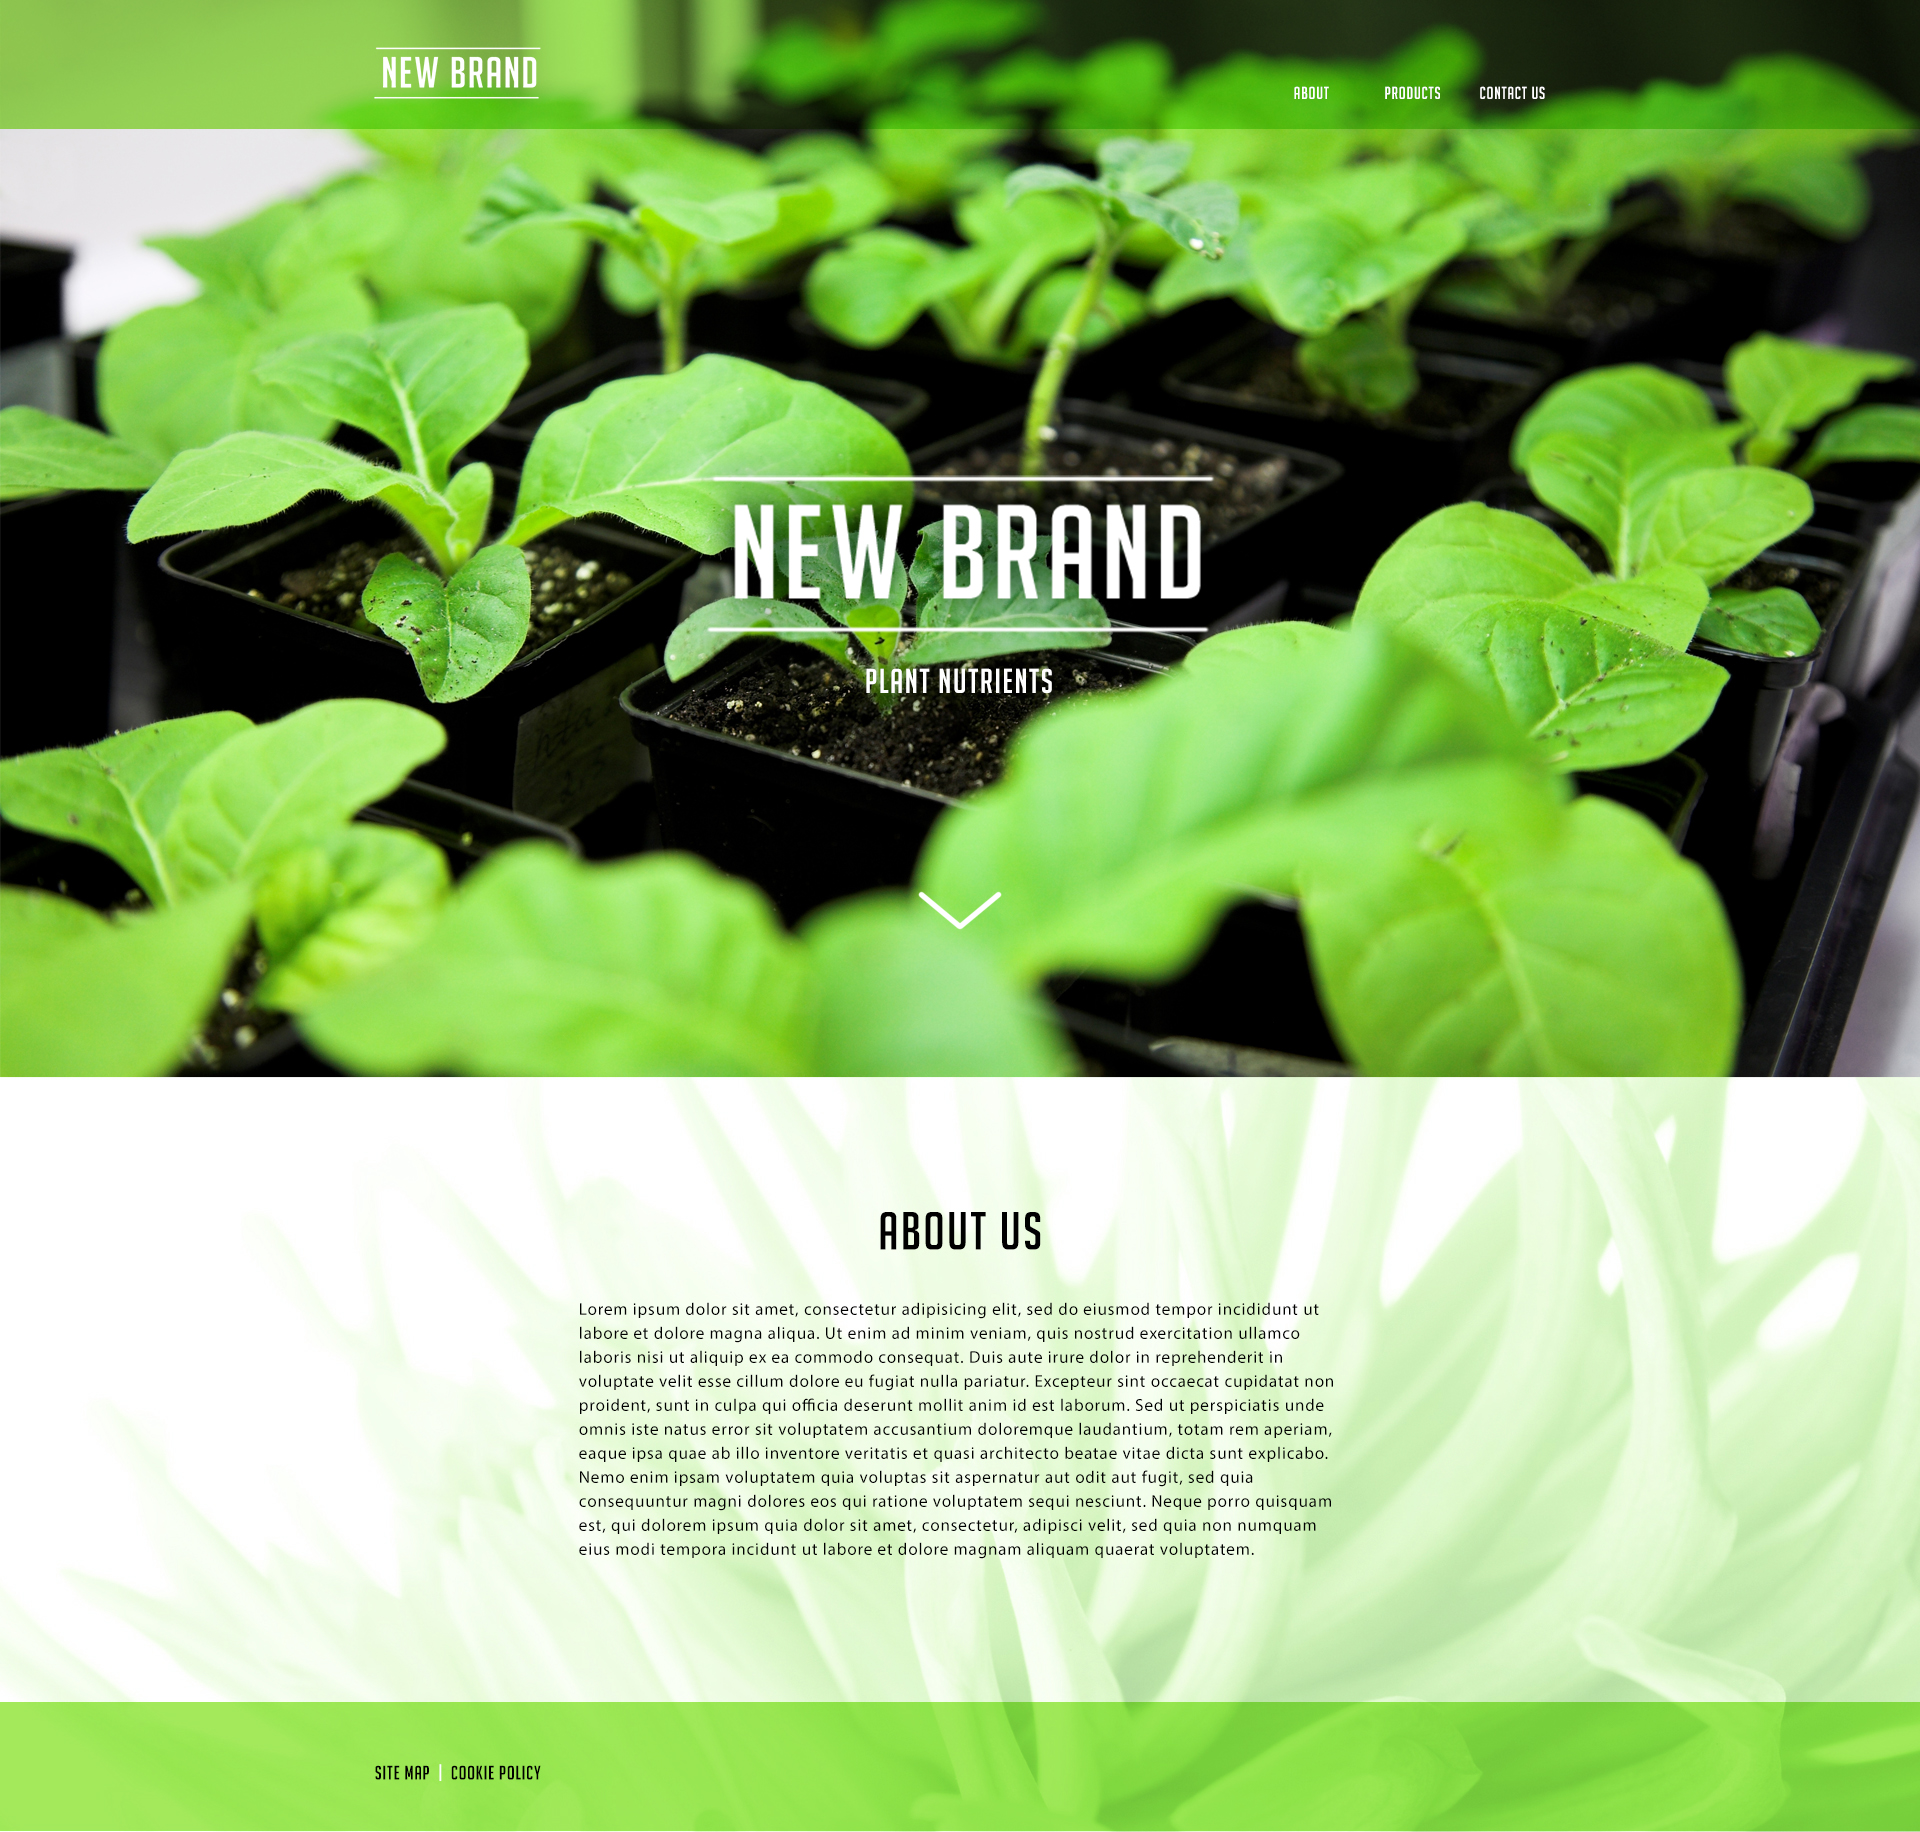 NEW BRAND
ABOUT
PRODUCTS
CONTACT US
NEW BRAND
PLANT NUTRIENTS
ABOUT US
Lorem ipsum dolor sit amet, consectetur adipisicing elit, sed do eiusmod tempor incididunt ut
labore et dolore magna aliqua. Ut enim ad minim veniam, quis nostrud exercitation ullamco
laboris nisi ut aliquip ex ea commodo consequat. Duis aute irure dolor in reprehenderit in
voluptate velit esse cillum dolore eu fugiat nulla pariatur. Excepteur sint occaecat cupidatat non
proident, sunt in culpa qui officia deserunt mollit anim id est laborum. Sed ut perspiciatis unde
omnis iste natus error sit voluptatem accusantium doloremque laudantium, totam rem aperiam,
eaque ipsa quae ab illo inventore veritatis et quasi architecto beatae vitae dicta sunt explicabo.
Nemo enim ipsam voluptatem quia voluptas sit aspernatur aut odit aut fugit, sed quia
consequuntur magni dolores eos qui ratione voluptatem sequi nesciunt. Neque porro quisquam
est, qui dolorem ipsum quia dolor sit amet, consectetur, adipisci velit, sed quia non numquam
eius modi tempora incidunt ut labore et dolore magnam aliquam quaerat voluptatem.
SITE MAP | COOKIE POLICY